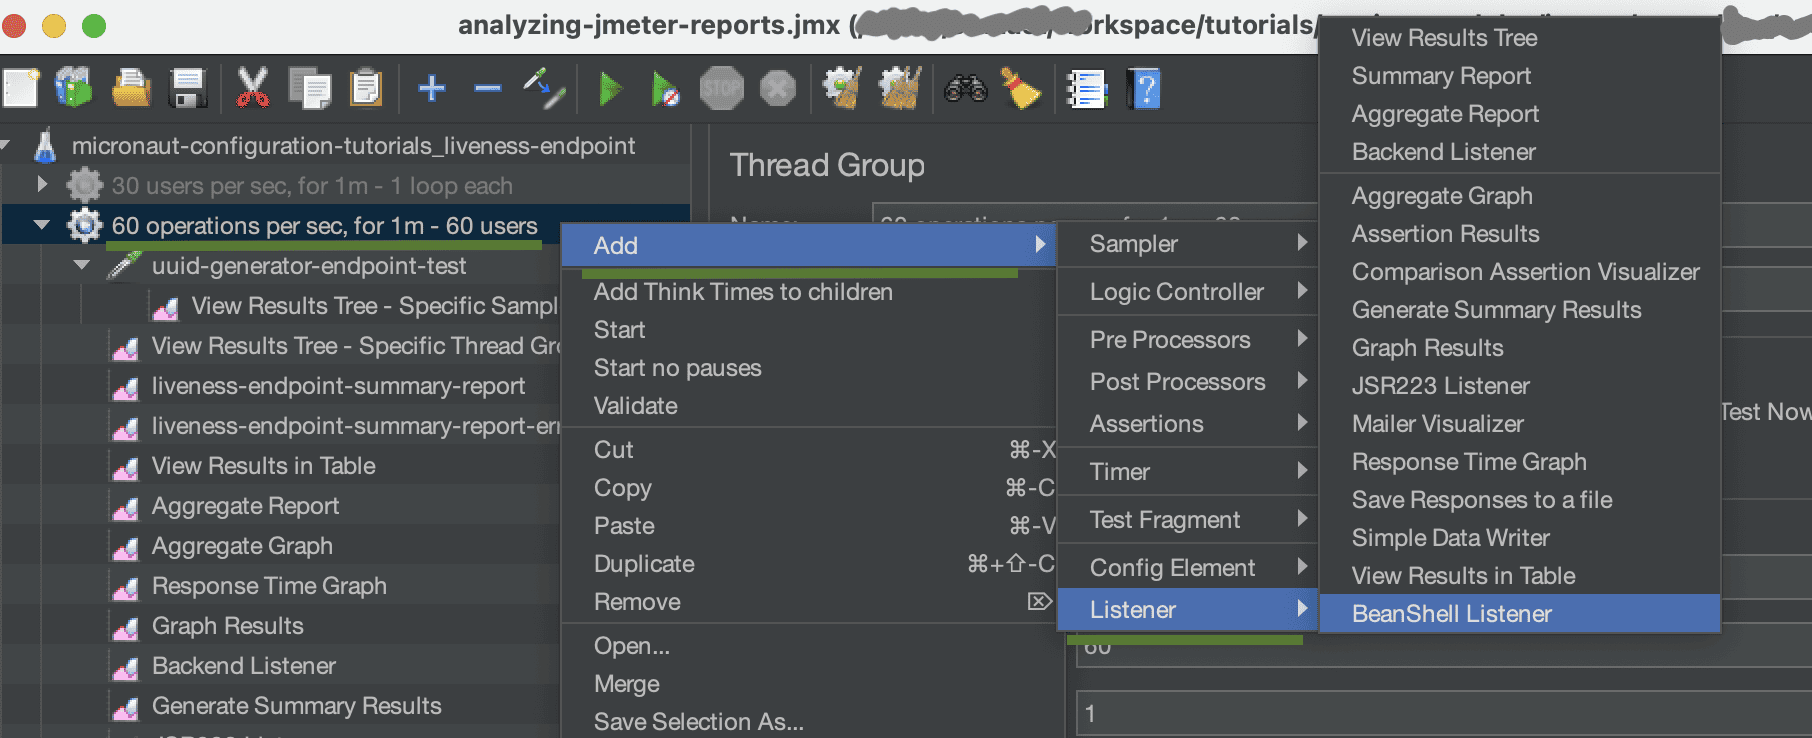 analyzing-jmeter-reports.jmx (/ orkspace/tutorials/
STOP
micronaut-configuration-tutorials_liveness-endpoint
30 users per sec, for 1m - 1 loop each
60 operations per sec, for 1m - 60 users
uuid-generator-endpoint-test
View Results Tree - Specific Sampl
View Results Tree - Specific Thread Gro
liveness-endpoint-summary-report
liveness-endpoint-summary-report-err
View Results in Table
Aggregate Report
Aggregate Graph
Response Time Graph
Graph Results
Backend Listener
Generate Summary Results
Thread Group
Add
Add Think Times to children
Start
Start no pauses
Validate
Cut ⌘-X
Copy ⌘-C
Paste ⌘-V
Duplicate ⌘+⇧-C
Remove ⌦
Open...
Merge
Save Selection As...
Sampler
Logic Controller
Pre Processors
Post Processors
Assertions
Timer
Test Fragment
Config Element
Listener
View Results Tree
Summary Report
Aggregate Report
Backend Listener
Aggregate Graph
Assertion Results
Comparison Assertion Visualizer
Generate Summary Results
Graph Results
JSR223 Listener
Mailer Visualizer
Response Time Graph
Save Responses to a file
Simple Data Writer
View Results in Table
BeanShell Listener
Test Now
60
1